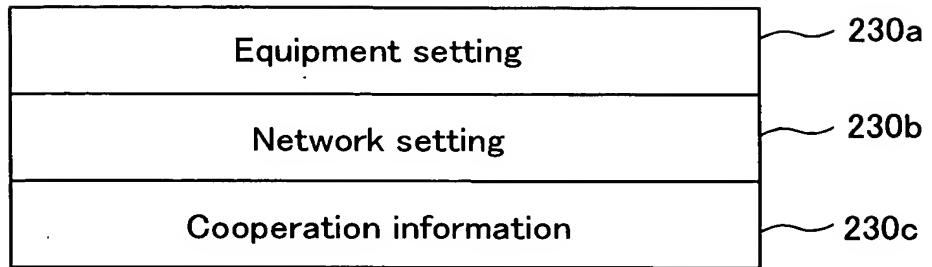 Equipment setting 230a
Network setting 230b
Cooperation information 230c